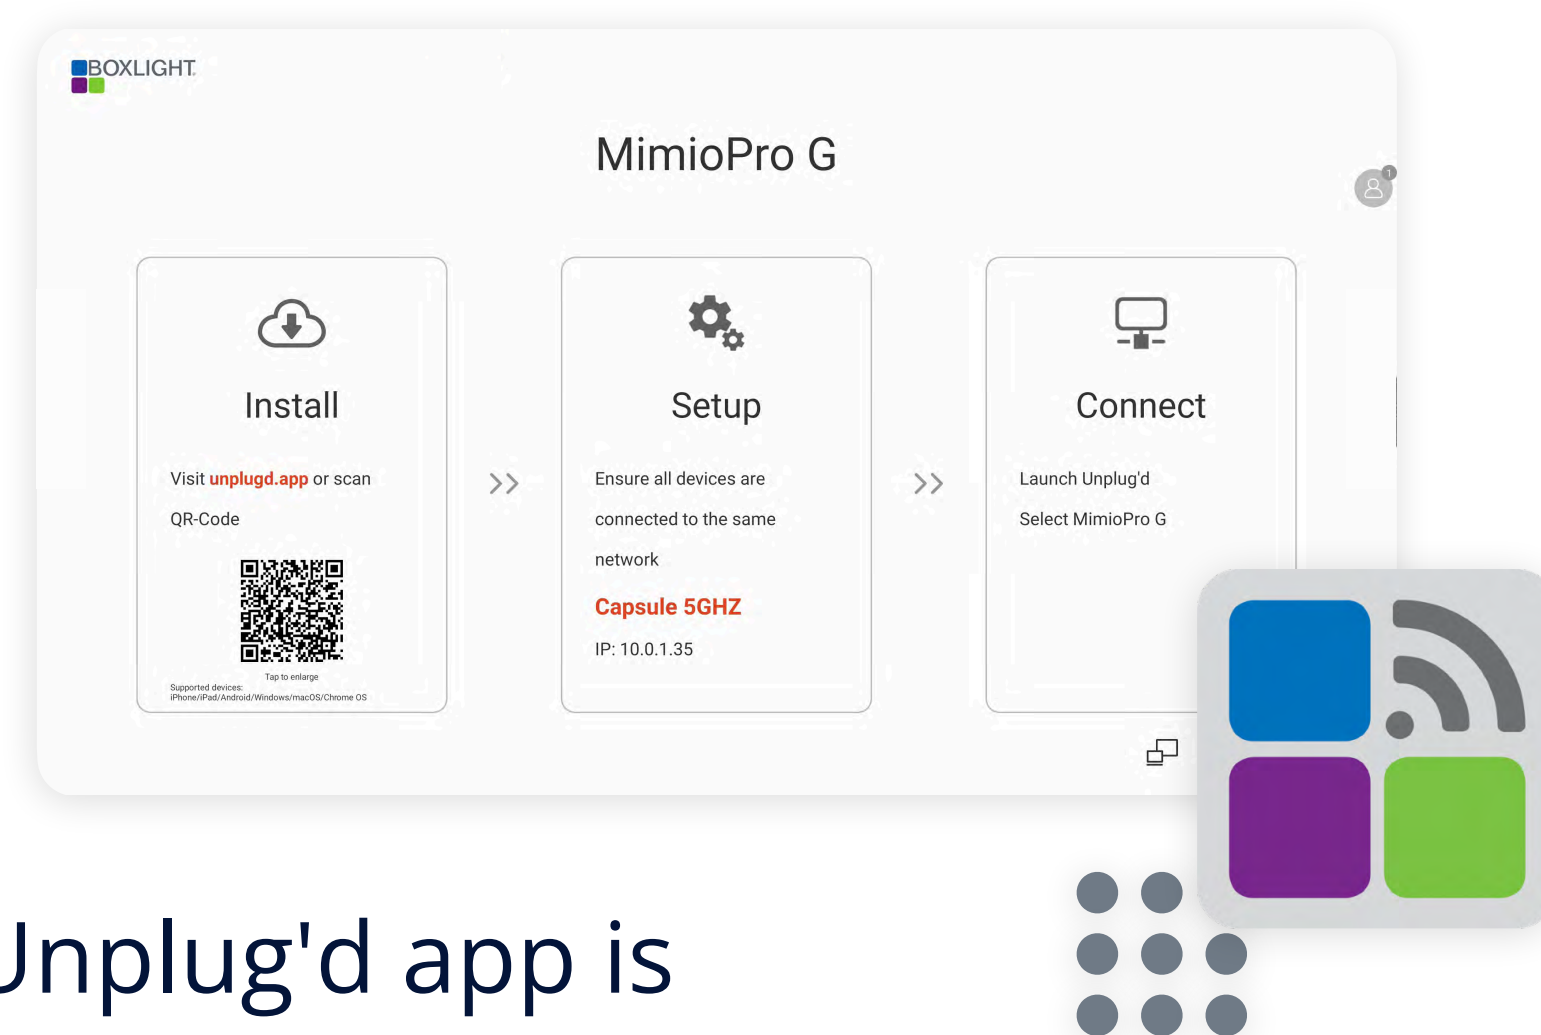 BOXLIGHT
MimioPro G
1
Install
Visit unplugd.app or scan
QR-Code
Tap to enlarge
Supported devices:
iPhone/iPad/Android/Windows/macOS/Chrome OS
Setup
Ensure all devices are
connected to the same
network
Capsule 5GHZ
IP: 10.0.1.35
Connect
Launch Unplug'd
Select MimioPro G
Unplug'd app is